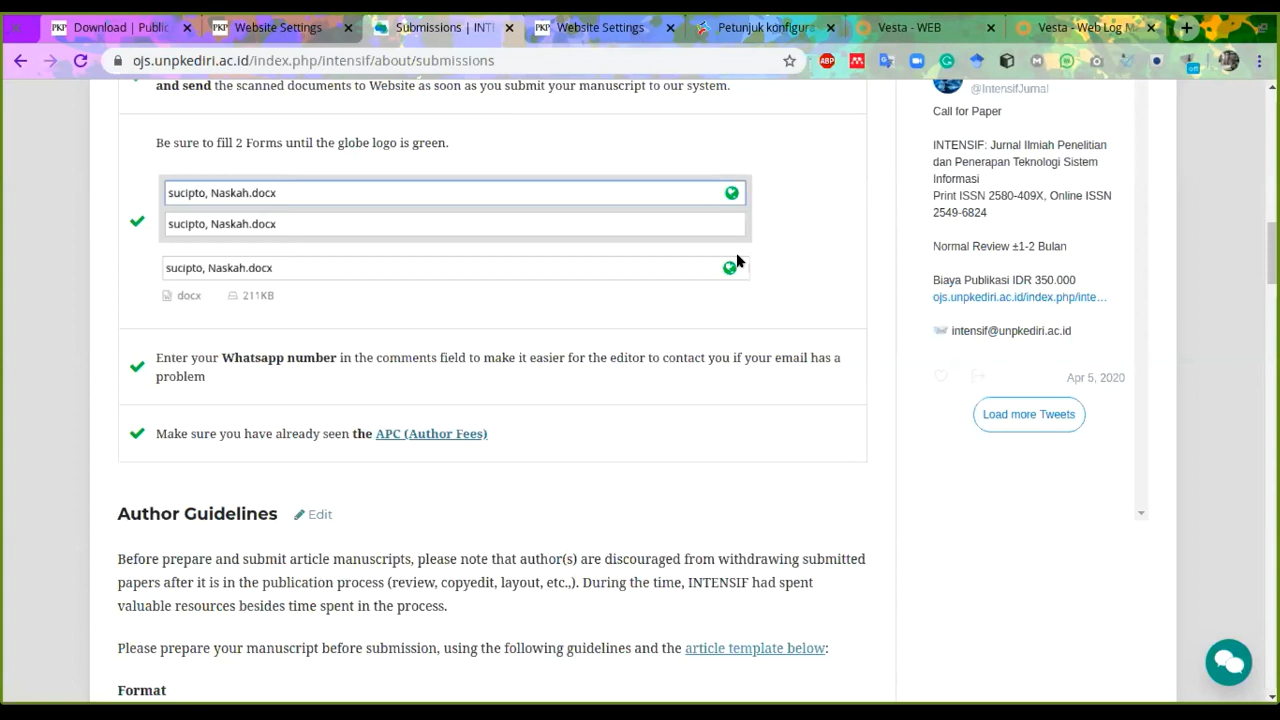 Download | Public
Website Settings
Submissions | INTI
Website Settings
Petunjuk konfigura
Vesta - WEB
Vesta - Web Log M
ojs.unpkediri.ac.id/index.php/intensif/about/submissions
ABP
off
and send the scanned documents to Website as soon as you submit your manuscript to our system.
Be sure to fill 2 Forms until the globe logo is green.
sucipto, Naskah.docx
sucipto, Naskah.docx
sucipto, Naskah.docx
docx 211KB
Enter your Whatsapp number in the comments field to make it easier for the editor to contact you if your email has a
problem
Make sure you have already seen the APC (Author Fees)
Author Guidelines Edit
Before prepare and submit article manuscripts, please note that author(s) are discouraged from withdrawing submitted
papers after it is in the publication process (review, copyedit, layout, etc.,). During the time, INTENSIF had spent
valuable resources besides time spent in the process.
Please prepare your manuscript before submission, using the following guidelines and the article template below:
Format
@IntensifJurnal
Call for Paper
INTENSIF: Jurnal Ilmiah Penelitian
dan Penerapan Teknologi Sistem
Informasi
Print ISSN 2580-409X, Online ISSN
2549-6824
Normal Review ±1-2 Bulan
Biaya Publikasi IDR 350.000
ojs.unpkediri.ac.id/index.php/inte…
intensif@unpkediri.ac.id
Apr 5, 2020
Load more Tweets